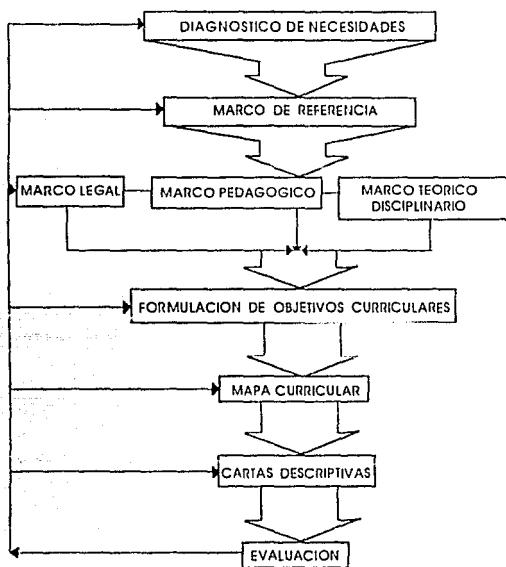 DIAGNOSTICO DE NECESIDADES
MARCO DE REFERENCIA
MARCO LEGAL
MARCO PEDAGOGICO
MARCO TEORICO
DISCIPLINARIO
FORMULACION DE OBJETIVOS CURRICULARES
MAPA CURRICULAR
CARTAS DESCRIPTIVAS
EVALUACION